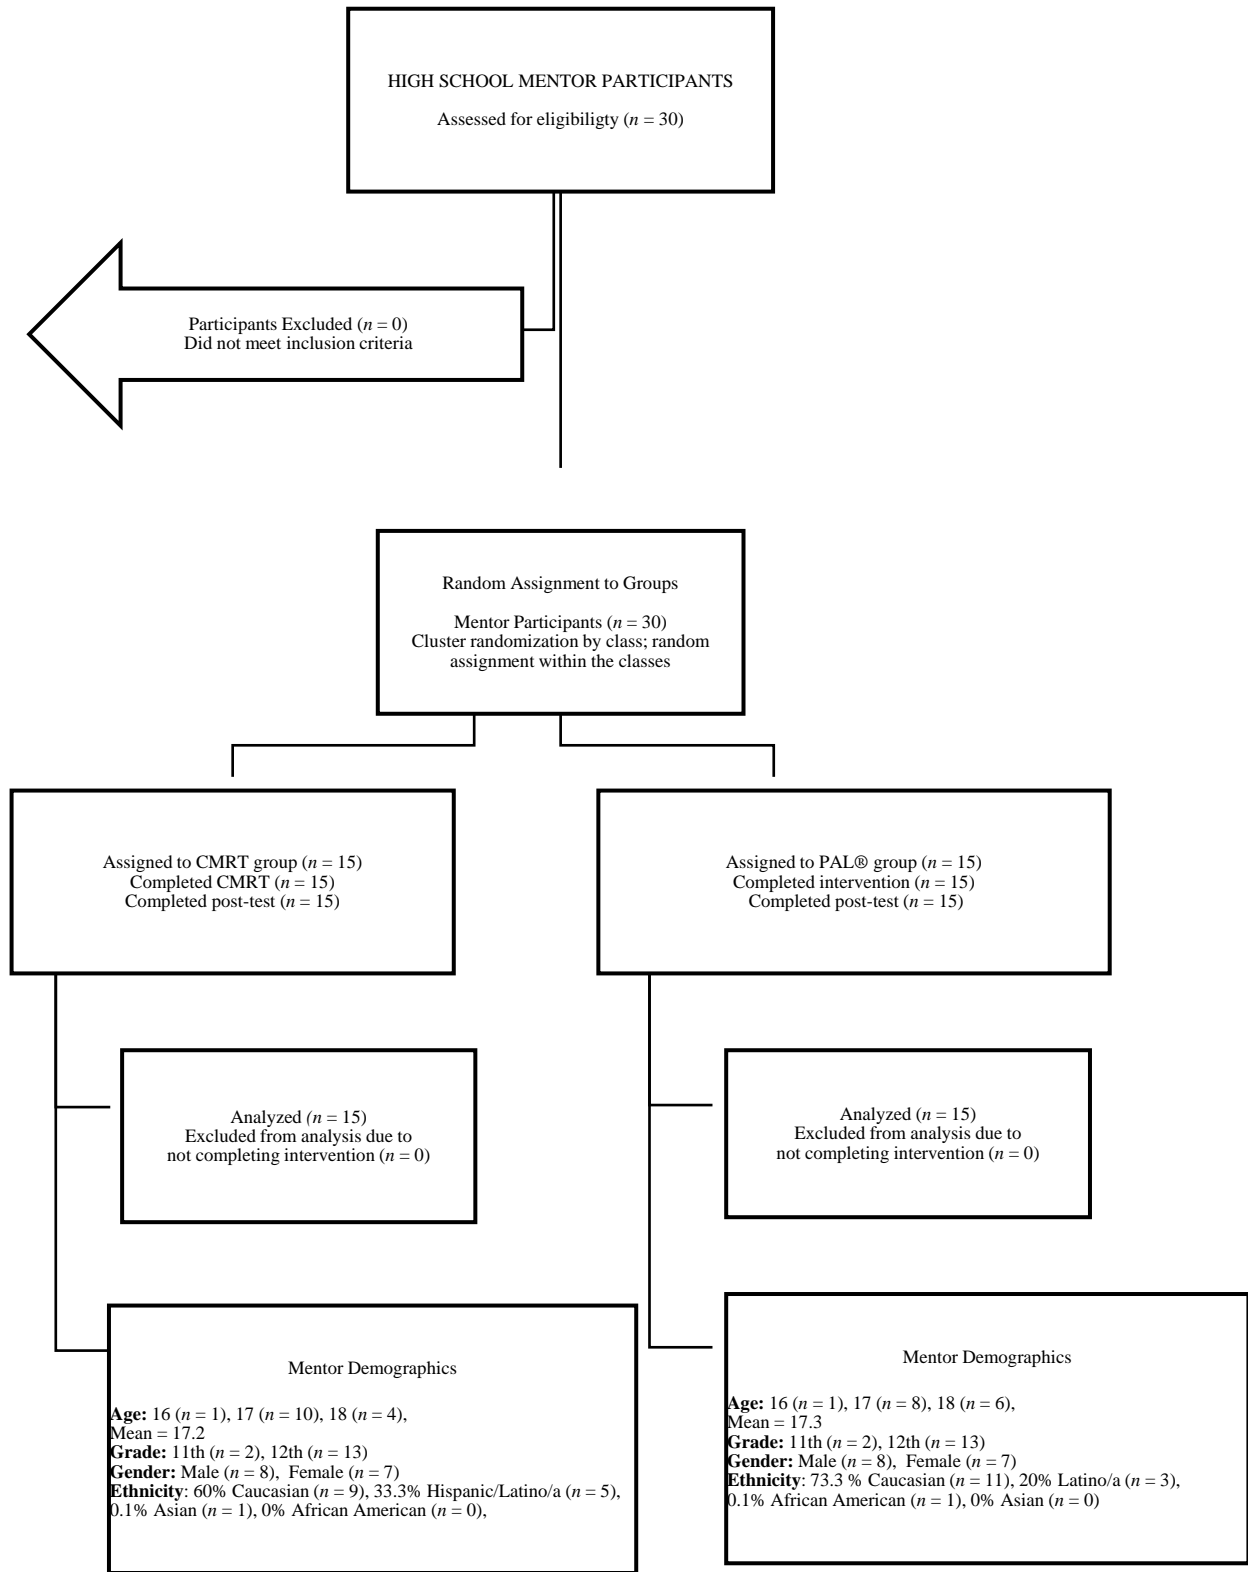 HIGH SCHOOL MENTOR PARTICIPANTS
Assessed for eligibiligty (n = 30)
Participants Excluded (n = 0)
Did not meet inclusion criteria
Random Assignment to Groups
Mentor Participants (n = 30)
Cluster randomization by class; random
assignment within the classes
Assigned to CMRT group (n = 15)
Completed CMRT (n = 15)
Completed post-test (n = 15)
Assigned to PAL® group (n = 15)
Completed intervention (n = 15)
Completed post-test (n = 15)
Analyzed (n = 15)
Excluded from analysis due to
not completing intervention (n = 0)
Analyzed (n = 15)
Excluded from analysis due to
not completing intervention (n = 0)
Mentor Demographics
Age: 16 (n = 1), 17 (n = 10), 18 (n = 4),
Mean = 17.2
Grade: 11th (n = 2), 12th (n = 13)
Gender: Male (n = 8), Female (n = 7)
Ethnicity: 60% Caucasian (n = 9), 33.3% Hispanic/Latino/a (n = 5),
0.1% Asian (n = 1), 0% African American (n = 0),
Mentor Demographics
Age: 16 (n = 1), 17 (n = 8), 18 (n = 6),
Mean = 17.3
Grade: 11th (n = 2), 12th (n = 13)
Gender: Male (n = 8), Female (n = 7)
Ethnicity: 73.3 % Caucasian (n = 11), 20% Latino/a (n = 3),
0.1% African American (n = 1), 0% Asian (n = 0)